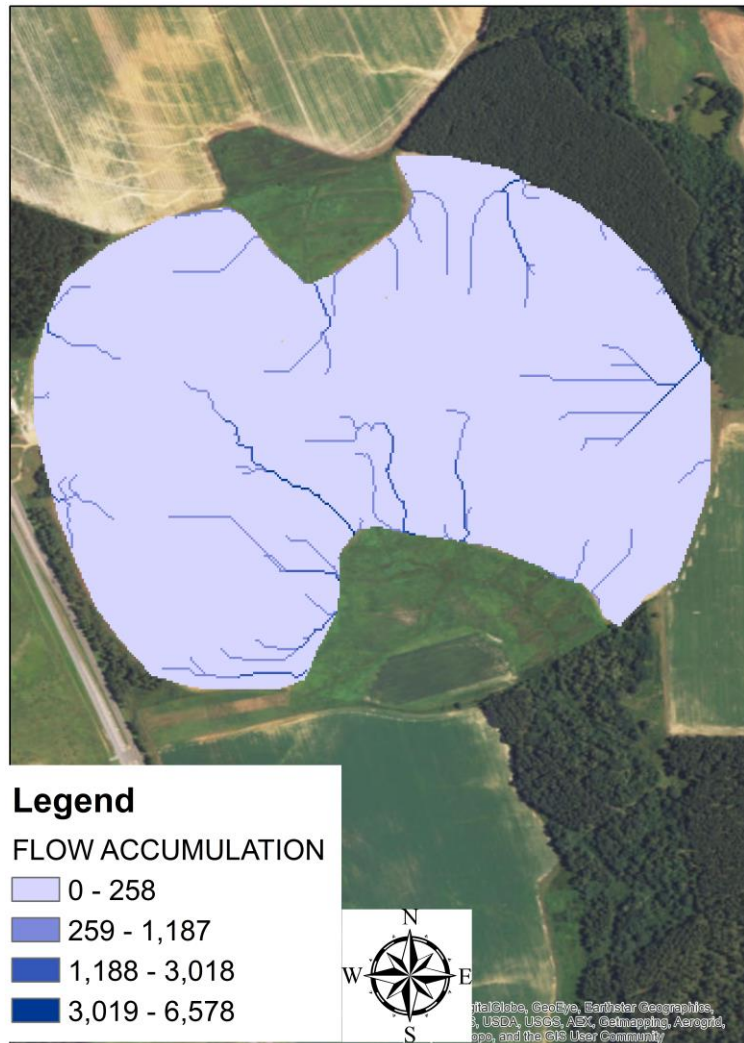 Legend
FLOW ACCUMULATION
0 - 258
259 - 1,187
1,188 - 3,018
3,019 - 6,578
N
W E
S
GeoEye, Earthstar Geographics,
USDA, USGS, AEX, Getmapping, Aerogrid,
and the GIS User Community